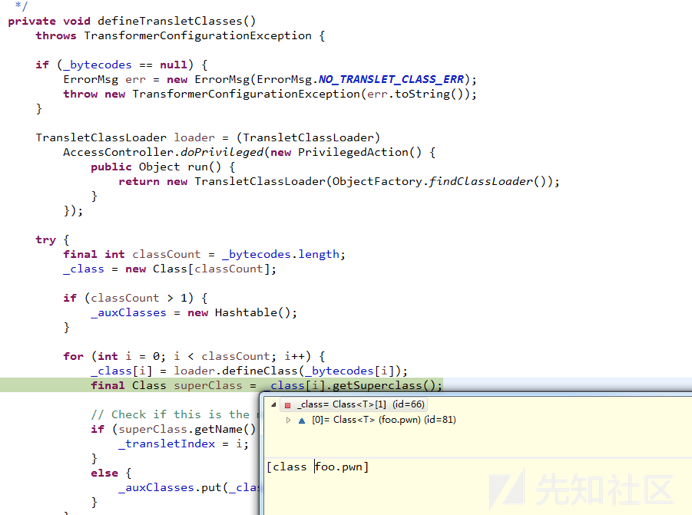 */
private void defineTransletClasses()
throws TransformerConfigurationException {
if (_bytecodes == null) {
ErrorMsg err = new ErrorMsg(ErrorMsg.NO_TRANSLET_CLASS_ERR);
throw new TransformerConfigurationException(err.toString());
}
TransletClassLoader loader = (TransletClassLoader)
AccessController.doPrivileged(new PrivilegedAction() {
public Object run() {
return new TransletClassLoader(ObjectFactory.findClassLoader());
}
});
try {
final int classCount = _bytecodes.length;
_class = new Class[classCount];
if (classCount > 1) {
_auxClasses = new Hashtable();
}
for (int i = 0; i < classCount; i++) {
_class[i] = loader.defineClass(_bytecodes[i]);
final Class superClass = _class[i].getSuperclass();
// Check if this is the
if (superClass.getName()
_transletIndex = i;
}
else {
_auxClasses.put(_clas
}
_class= Class<T>[1] (id=66)
[0]= Class<T> (foo.pwn) (id=81)
[class foo.pwn]
先知社区